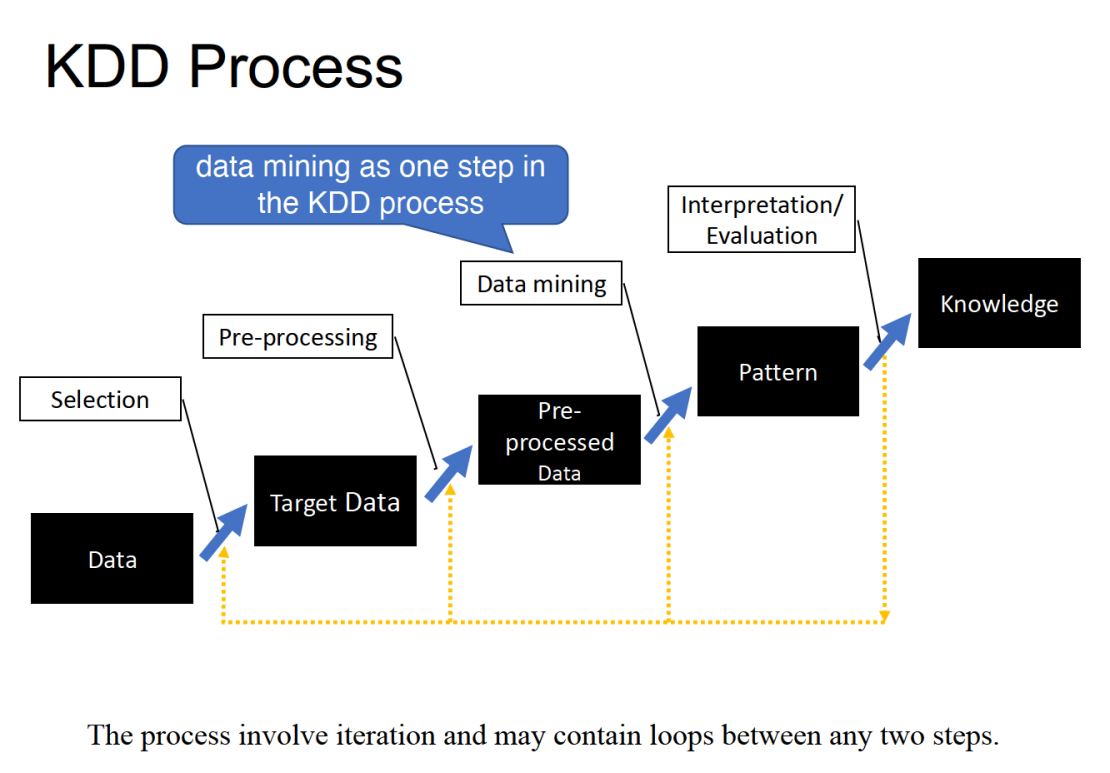 KDD Process
data mining as one step in
the KDD process
Interpretation/
Evaluation
Data mining
Knowledge
Pre-processing
Pattern
Selection
Pre-
processed
Data
Target Data
Data
The process involve iteration and may contain loops between any two steps.